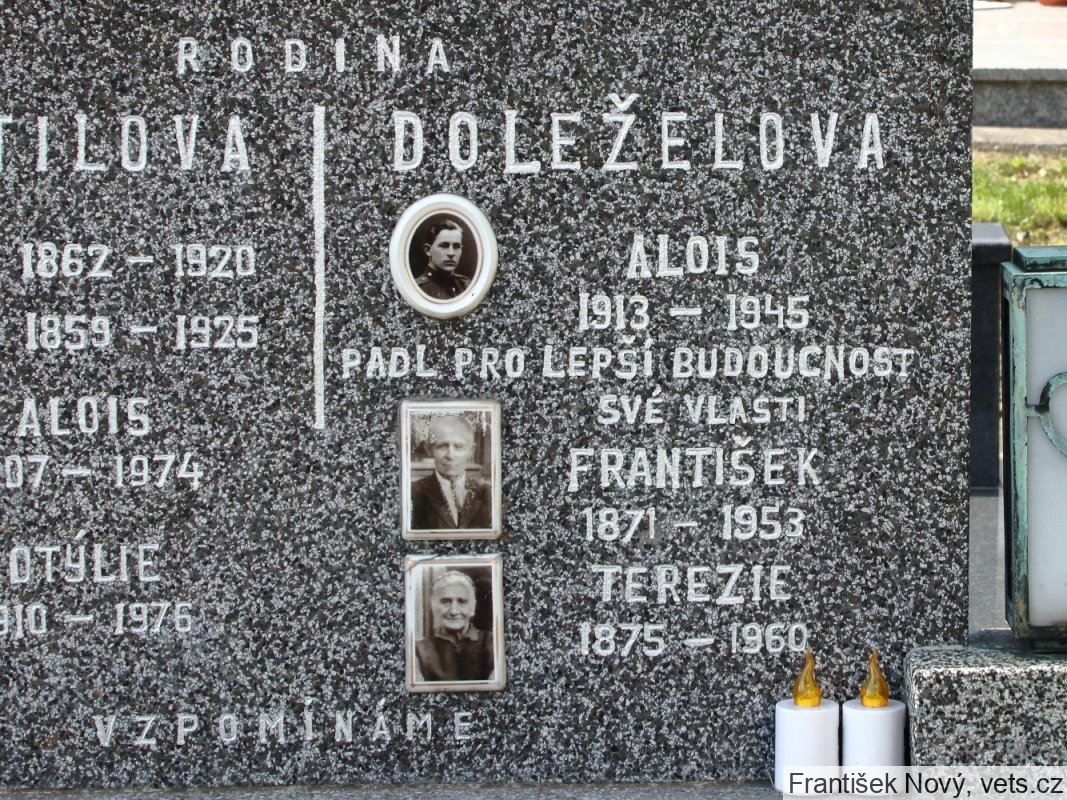 RODINA
TILOVA
1862 – 1920
1859 – 1925
ALOIS
07 – 1974
OTÝLIE
1910 – 1976
DOLEŽELOVA
ALOIS
1913 – 1945
PADL PRO LEPŠÍ BUDOUCNOST
SVÉ VLASTI
FRANTIŠEK
1871 – 1953
TEREZIE
1875 – 1960
VZPOMÍNÁME
František Nový, vets.cz